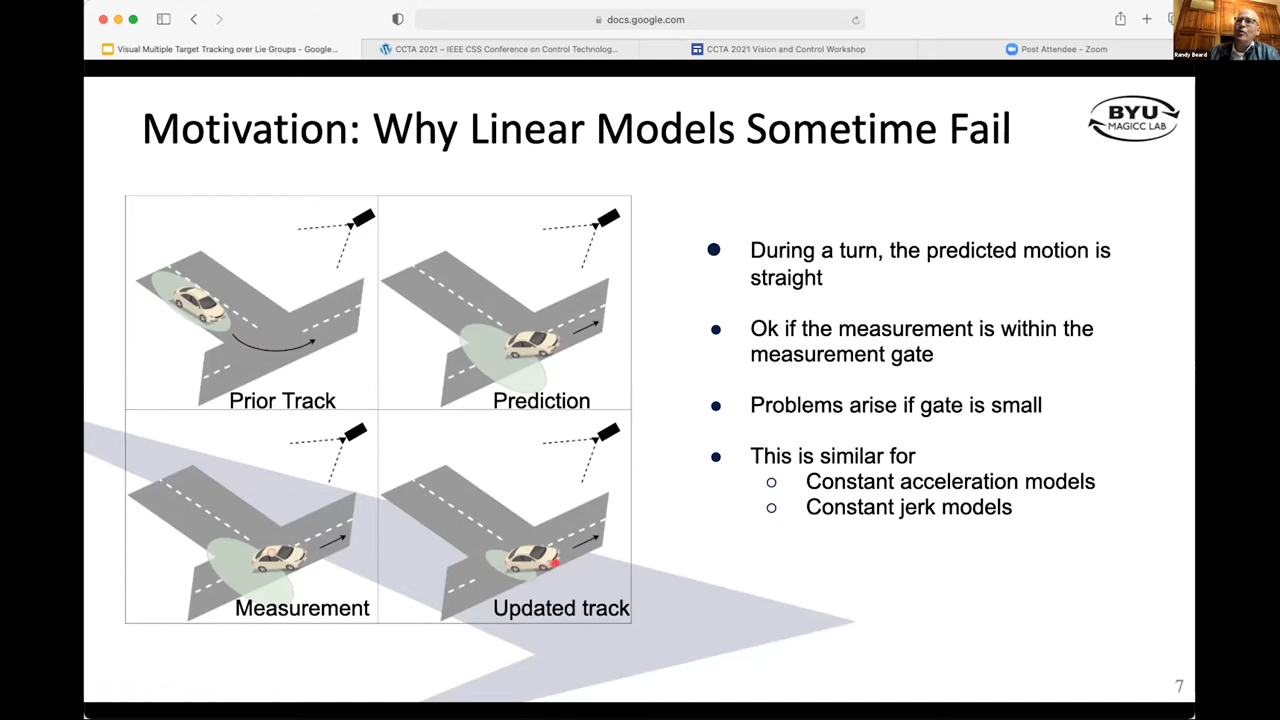 docs.google.com
Visual Multiple Target Tracking over Lie Groups - Google...
CCTA 2021 – IEEE CSS Conference on Control Technolog...
CCTA 2021 Vision and Control Workshop
Post Attendee - Zoom
Randy Beard
Motivation: Why Linear Models Sometime Fail
BYU
MAGICC LAB
Prior Track
Prediction
Measurement
Updated track
During a turn, the predicted motion is
straight
Ok if the measurement is within the
measurement gate
Problems arise if gate is small
This is similar for
Constant acceleration models
Constant jerk models
7